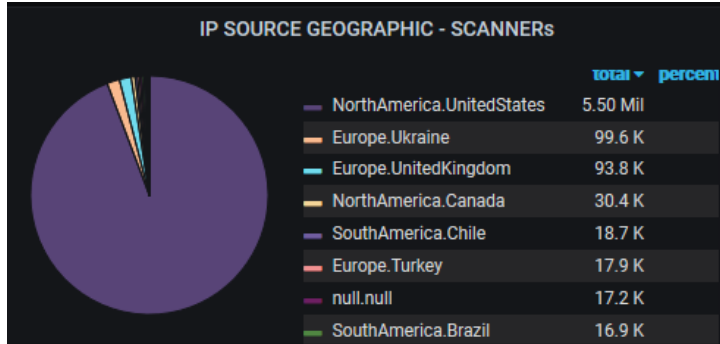 IP SOURCE GEOGRAPHIC - SCANNERs
total percent
NorthAmerica.UnitedStates 5.50 Mil
Europe.Ukraine 99.6 K
Europe.UnitedKingdom 93.8 K
NorthAmerica.Canada 30.4 K
SouthAmerica.Chile 18.7 K
Europe.Turkey 17.9 K
null.null 17.2 K
SouthAmerica.Brazil 16.9 K